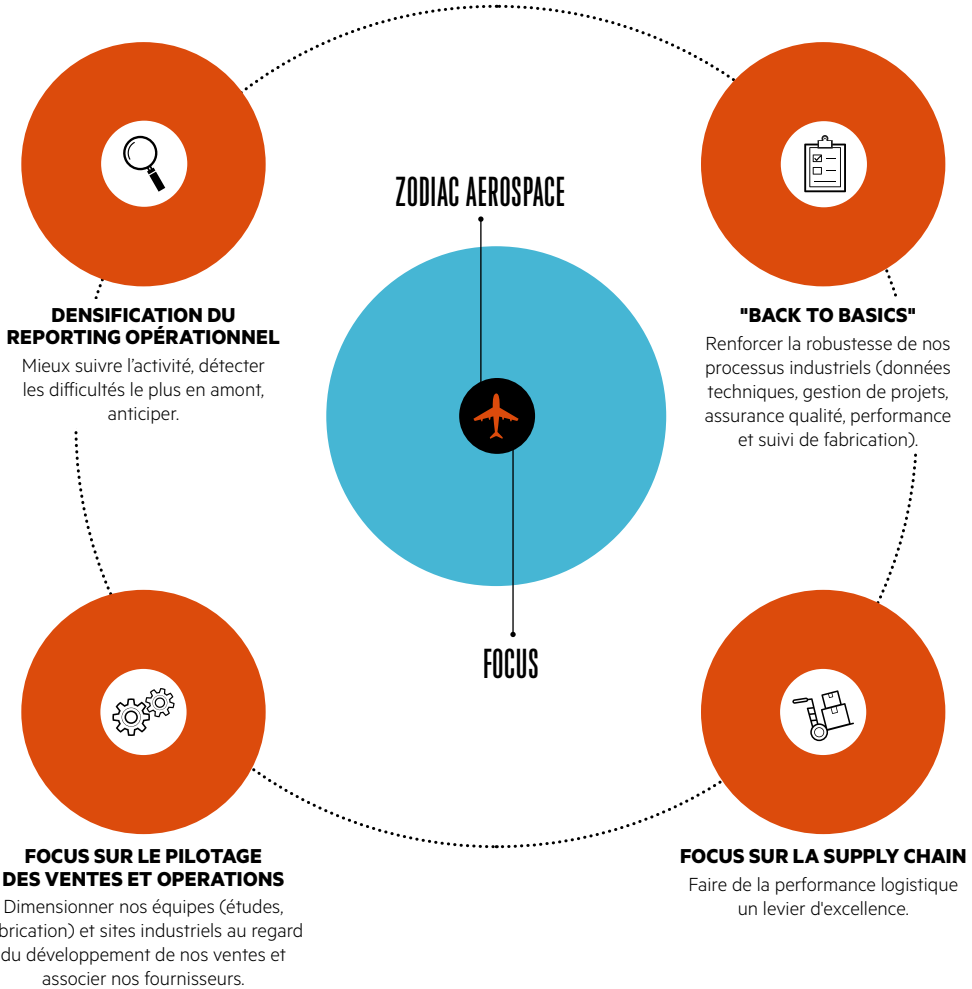 ZODIAC AEROSPACE
FOCUS
DENSIFICATION DU
REPORTING OPÉRATIONNEL
Mieux suivre l'activité, détecter
les difficultés le plus en amont,
anticiper.
"BACK TO BASICS"
Renforcer la robustesse de nos
processus industriels (données
techniques, gestion de projets,
assurance qualité, performance
et suivi de fabrication).
FOCUS SUR LE PILOTAGE
DES VENTES ET OPERATIONS
Dimensionner nos équipes (études,
brication) et sites industriels au regard
du développement de nos ventes et
associer nos fournisseurs.
FOCUS SUR LA SUPPLY CHAIN
Faire de la performance logistique
un levier d'excellence.